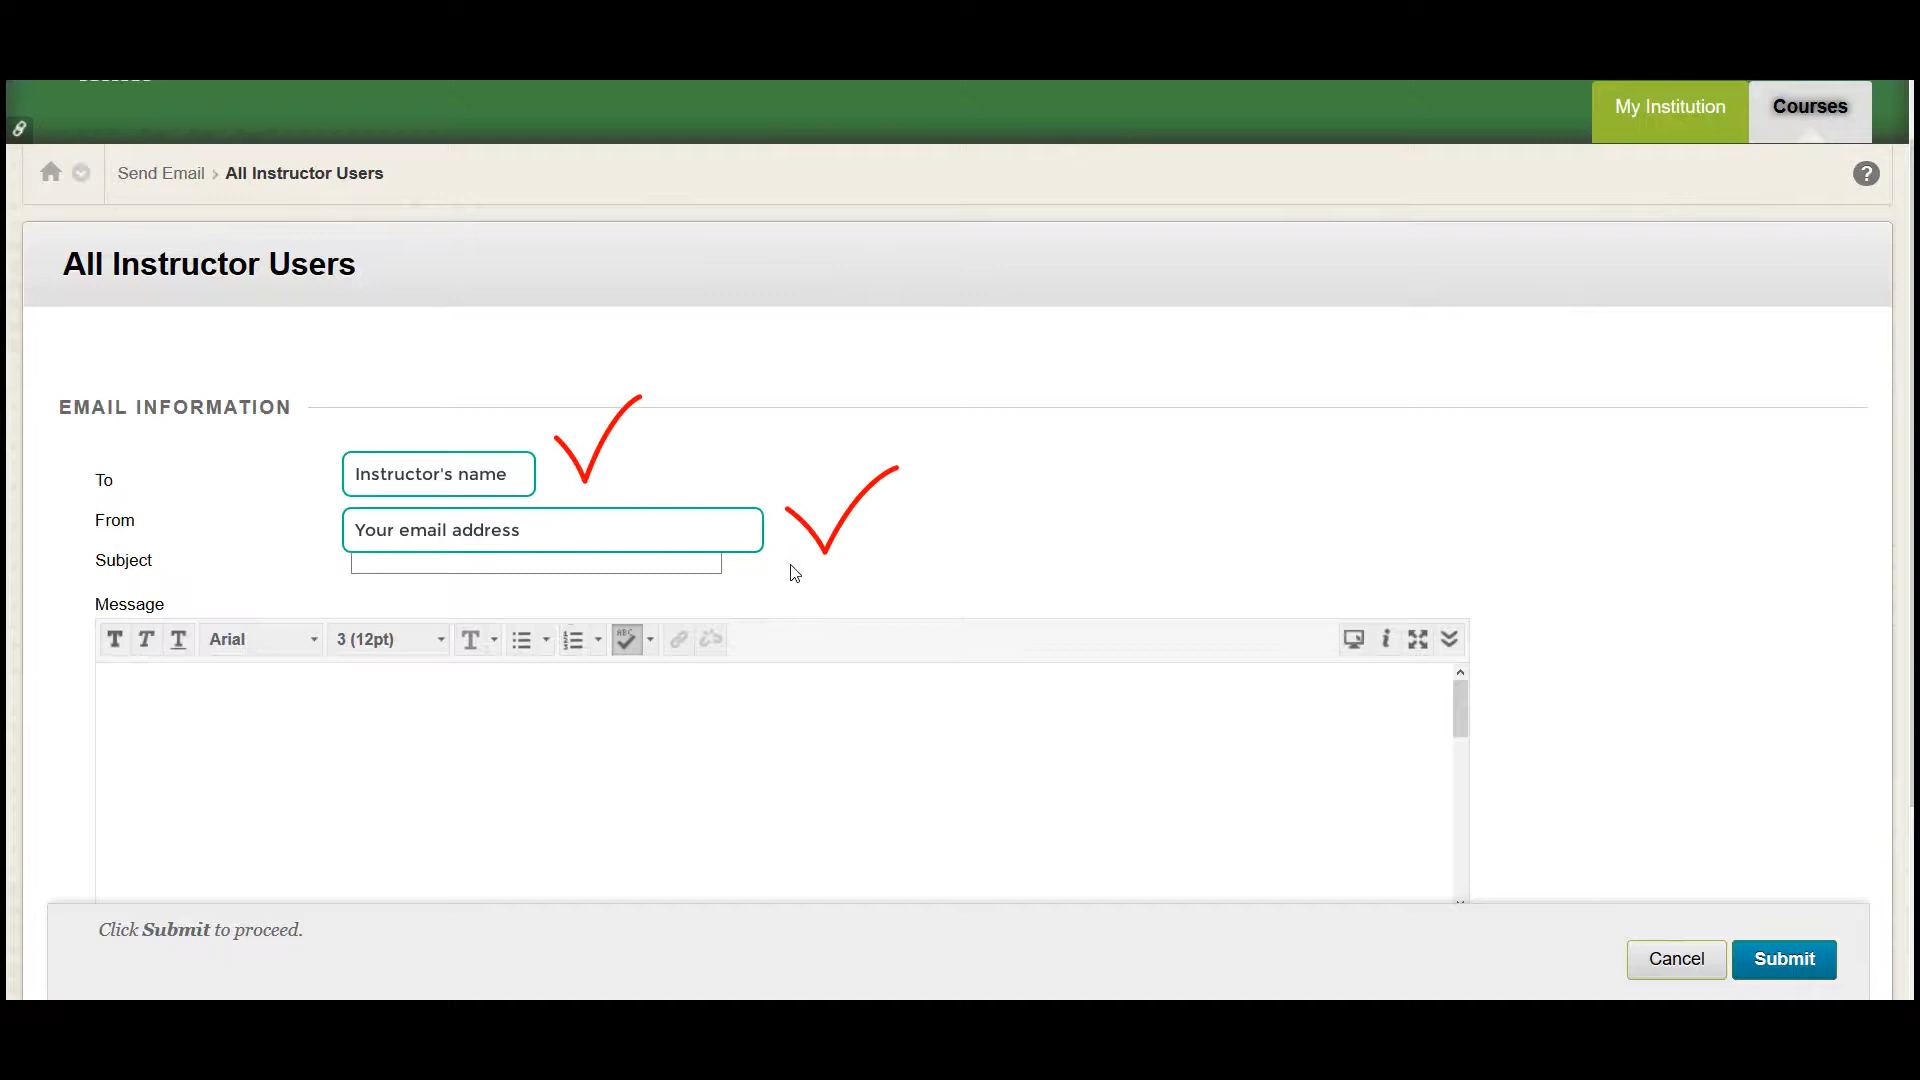 My Institution
Courses
Send Email › All Instructor Users
?
All Instructor Users
EMAIL INFORMATION
To
Instructor's name
From
Your email address
Subject
Message
T T T Arial 3 (12pt) T ABC i
Click Submit to proceed.
Cancel
Submit